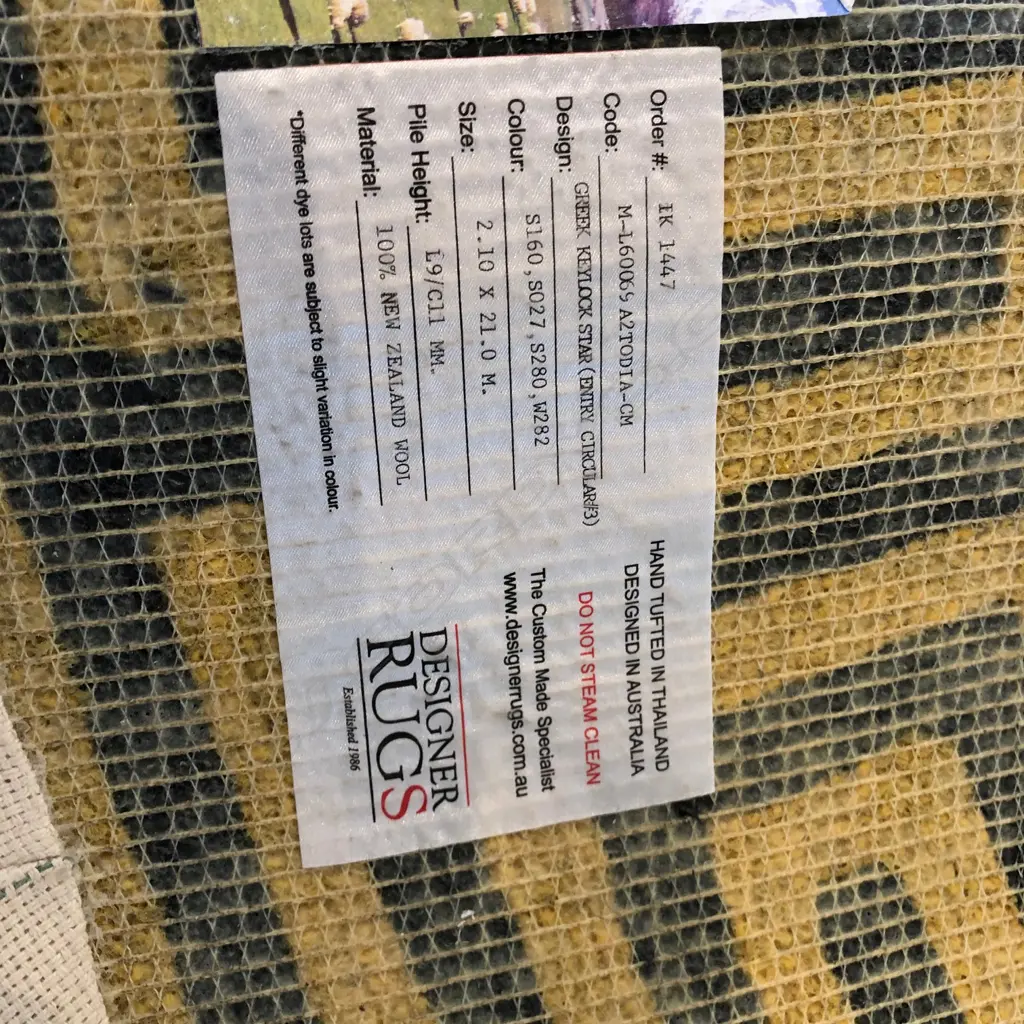 Order #: IK 1447
Code: M-L6006S A2TODIA-CM
Design: GREEK KEYLOCK STAR(ENTRY CIRCULAR#3)
Colour: S160,S027,S280,W282
Size: 2.10 X 21.0 M.
Pile Height: L9/C11 MM.
Material: 100% NEW ZEALAND WOOL
*Different dye lots are subject to slight variation in colour.
HAND TUFTED IN THAILAND
DESIGNED IN AUSTRALIA
DO NOT STEAM CLEAN
The Custom Made Specialist
www.designerrugs.com.au
DESIGNER
RUGS
Established 1986